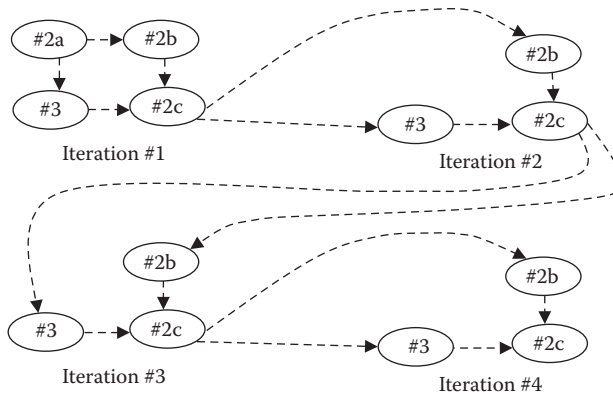 #2a
#2b
#3
#2c
Iteration #1
#2b
#3
#2c
Iteration #2
#2b
#3
#2c
Iteration #3
#2b
#3
#2c
Iteration #4